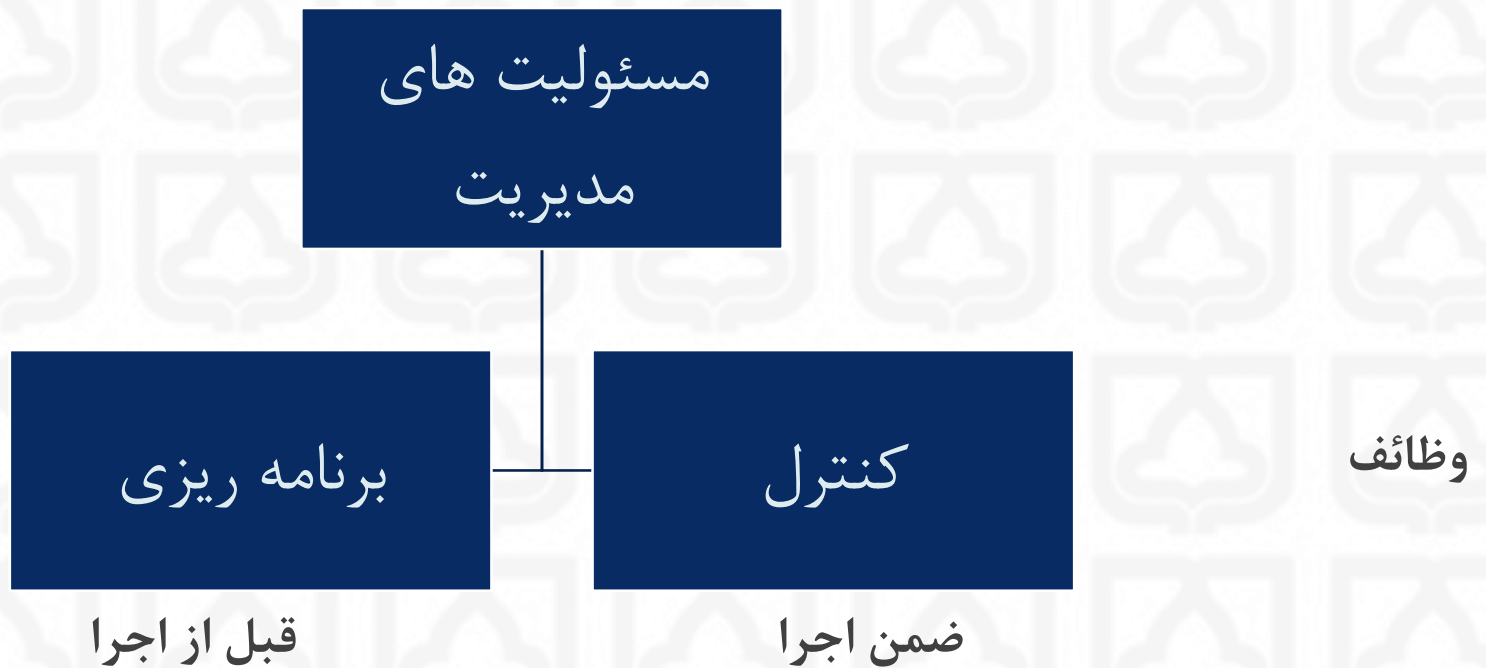 مسئولیت های
مدیریت
وظائف
کنترل
برنامه ریزی
ضمن اجرا
قبل از اجرا